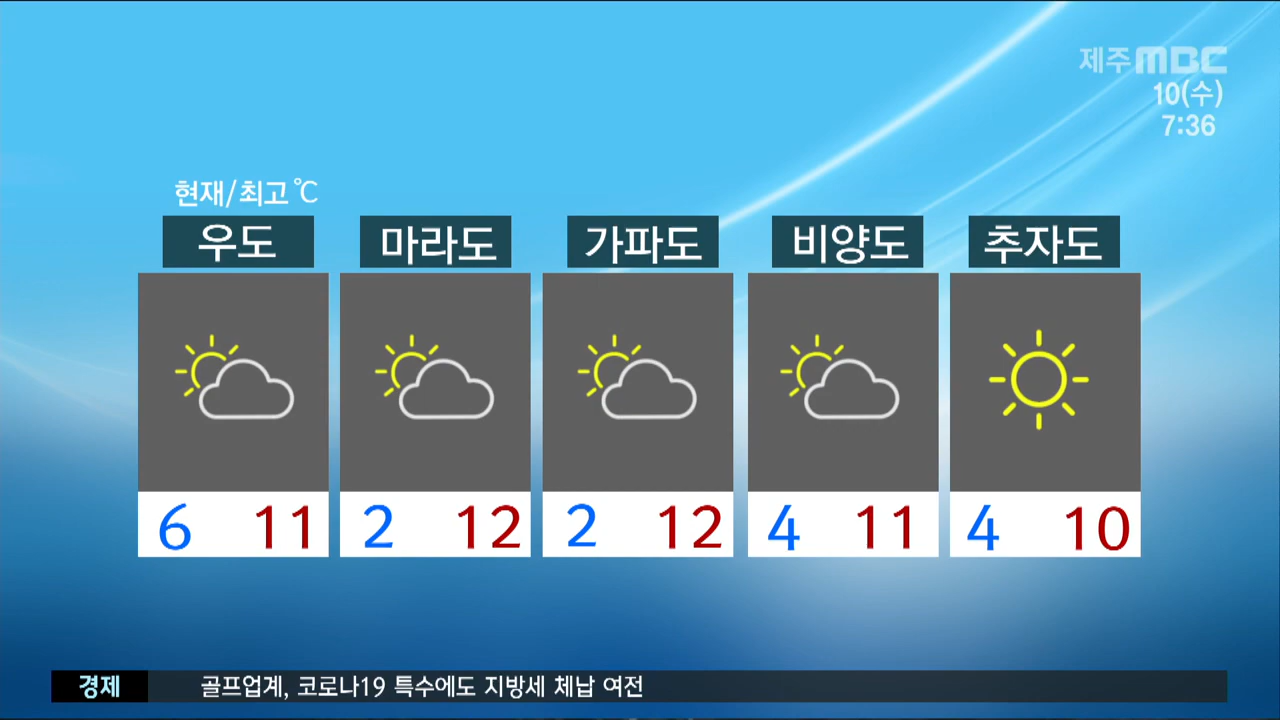 제주MBC
10(수)
7:36
현재/최고℃
우도 마라도 가파도 비양도 추자도
6 11 2 12 2 12 4 11 4 10
경제 골프업계, 코로나19 특수에도 지방세 체납 여전